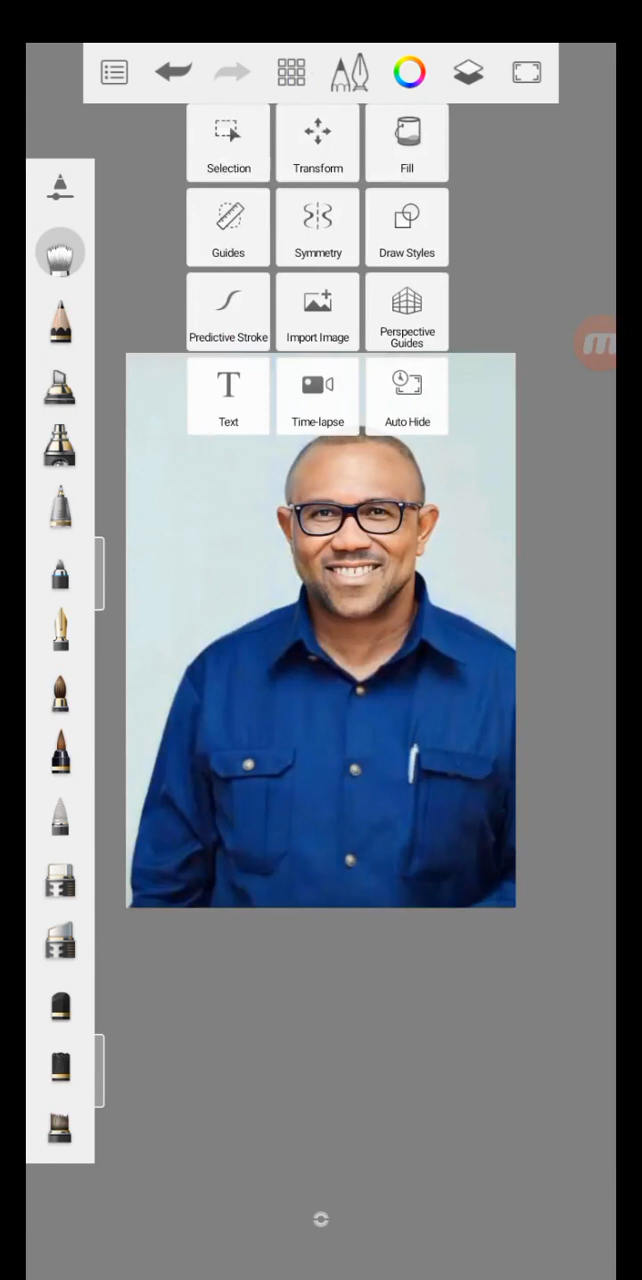 Selection Transform Fill
Guides Symmetry Draw Styles
Predictive Stroke Import Image Perspective Guides
Text Time-lapse Auto Hide